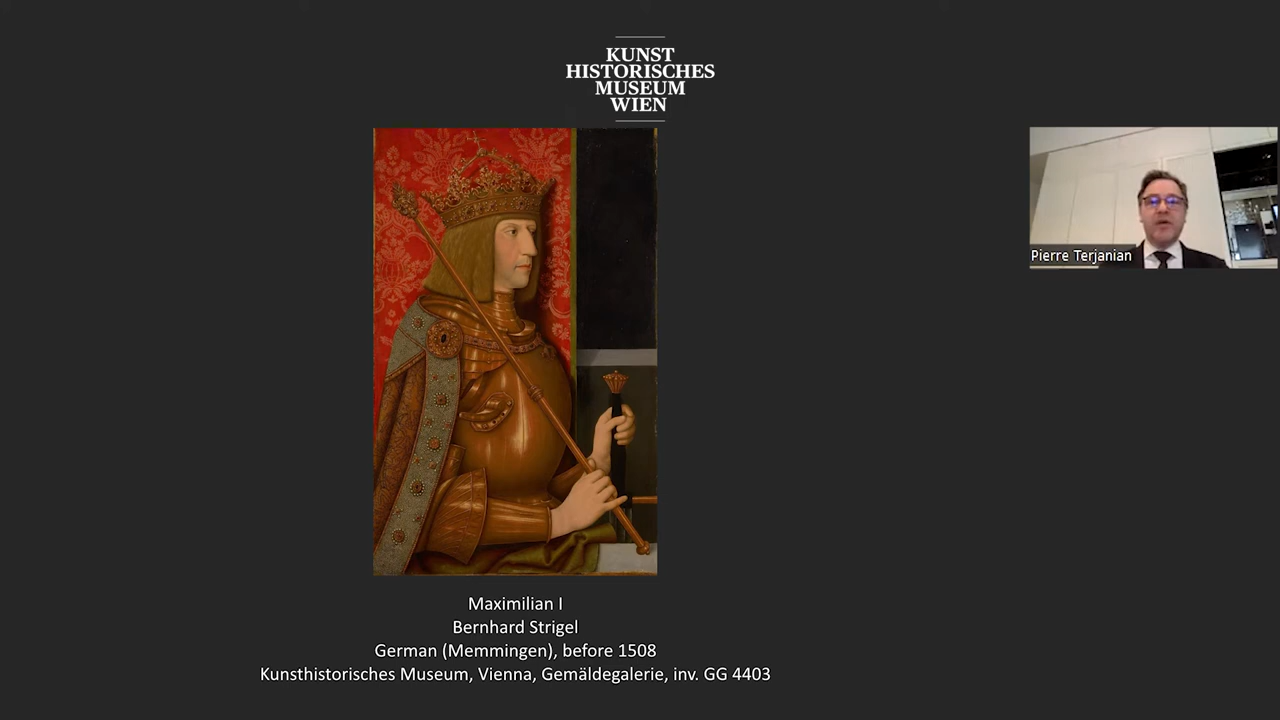 KUNST
HISTORISCHES
MUSEUM
WIEN
Pierre Terjanian
Maximilian I
Bernhard Strigel
German (Memmingen), before 1508
Kunsthistorisches Museum, Vienna, Gemäldegalerie, inv. GG 4403